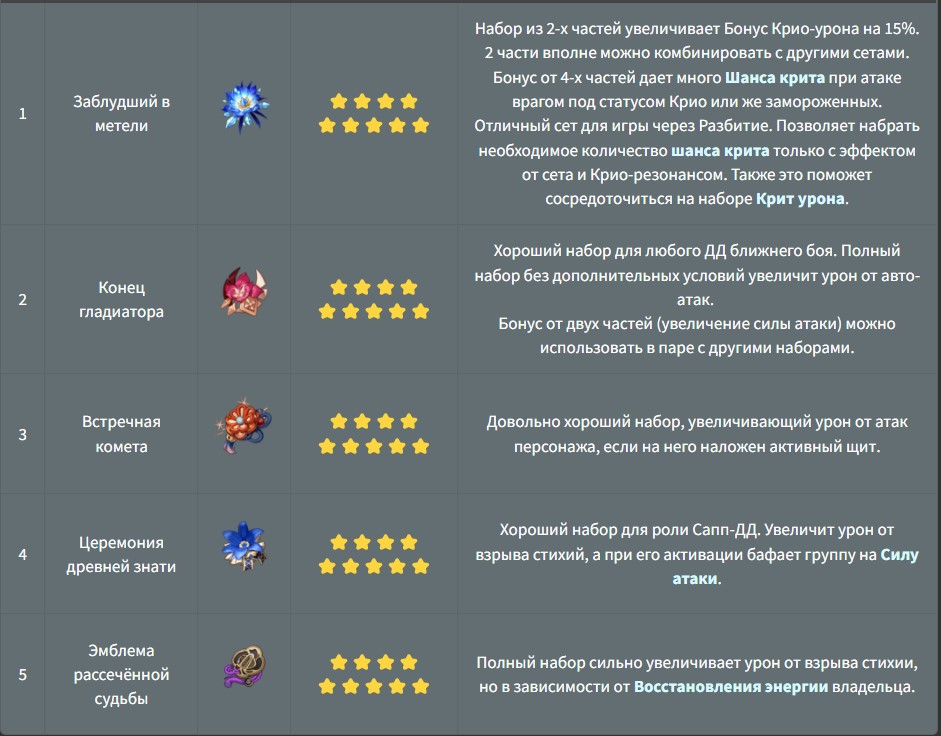 1
Заблудший в
метели
Набор из 2-х частей увеличивает Бонус Крио-урона на 15%.
2 части вполне можно комбинировать с другими сетами.
Бонус от 4-х частей дает много Шанса крита при атаке
врагом под статусом Крио или же замороженных.
Отличный сет для игры через Разбитие. Позволяет набрать
необходимое количество шанса крита только с эффектом
от сета и Крио-резонансом. Также это поможет
сосредоточиться на наборе Крит урона.
2
Конец
гладиатора
Хороший набор для любого ДД ближнего боя. Полный
набор без дополнительных условий увеличит урон от авто-
атак.
Бонус от двух частей (увеличение силы атаки) можно
использовать в паре с другими наборами.
3
Встречная
комета
Довольно хороший набор, увеличивающий урон от атак
персонажа, если на него наложен активный щит.
4
Церемония
древней знати
Хороший набор для роли Сапп-ДД. Увеличит урон от
взрыва стихий, а при его активации бафает группу на Силу
атаки.
5
Эмблема
рассечённой
судьбы
Полный набор сильно увеличивает урон от взрыва стихии,
но в зависимости от Восстановления энергии владельца.